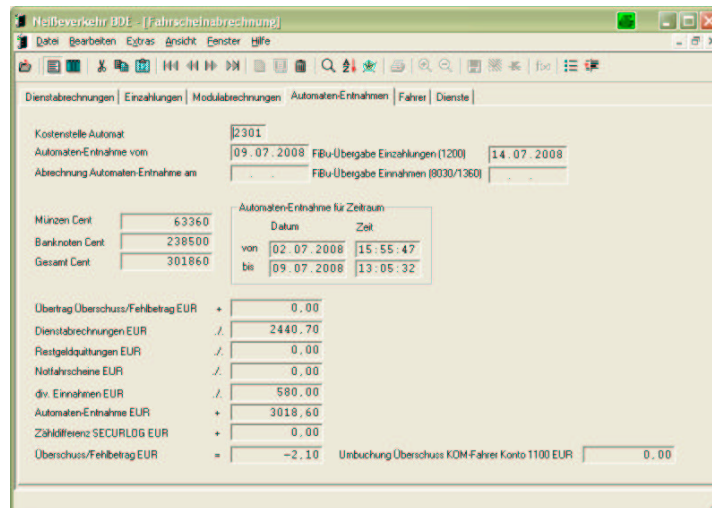 Neißeverkehr BDE - [Fahrscheinabrechnung]
Datei Bearbeiten Extras Ansicht Fenster Hilfe
f(x)
Dienstabrechnungen Einzahlungen Modulabrechnungen Automaten-Entnahmen Fahrer Dienste
Kostenstelle Automat 2301
Automaten-Entnahme vom 09.07.2008 FiBu-Übergabe Einzahlungen (1200) 14.07.2008
Abrechnung Automaten-Entnahme am . . FiBu-Übergabe Einnahmen (8030/1360) . .
Automaten-Entnahme für Zeitraum
Münzen Cent 63360 Datum Zeit
Banknoten Cent 238500 von 02.07.2008 15:55:47
Gesamt Cent 301860 bis 09.07.2008 13:05:32
Übertrag Überschuss/Fehlbetrag EUR + 0.00
Dienstabrechnungen EUR ./. 2440.70
Restgeldquittungen EUR ./. 0,00
Notfahrscheine EUR ./. 0,00
div. Einnahmen EUR ./. 580.00
Automaten-Entnahme EUR + 3018,60
Zähldifferenz SECURLOG EUR + 0,00
Überschuss/Fehlbetrag EUR = -2,10 Umbuchung Überschuss KOM-Fahrer Konto 1100 EUR 0.00